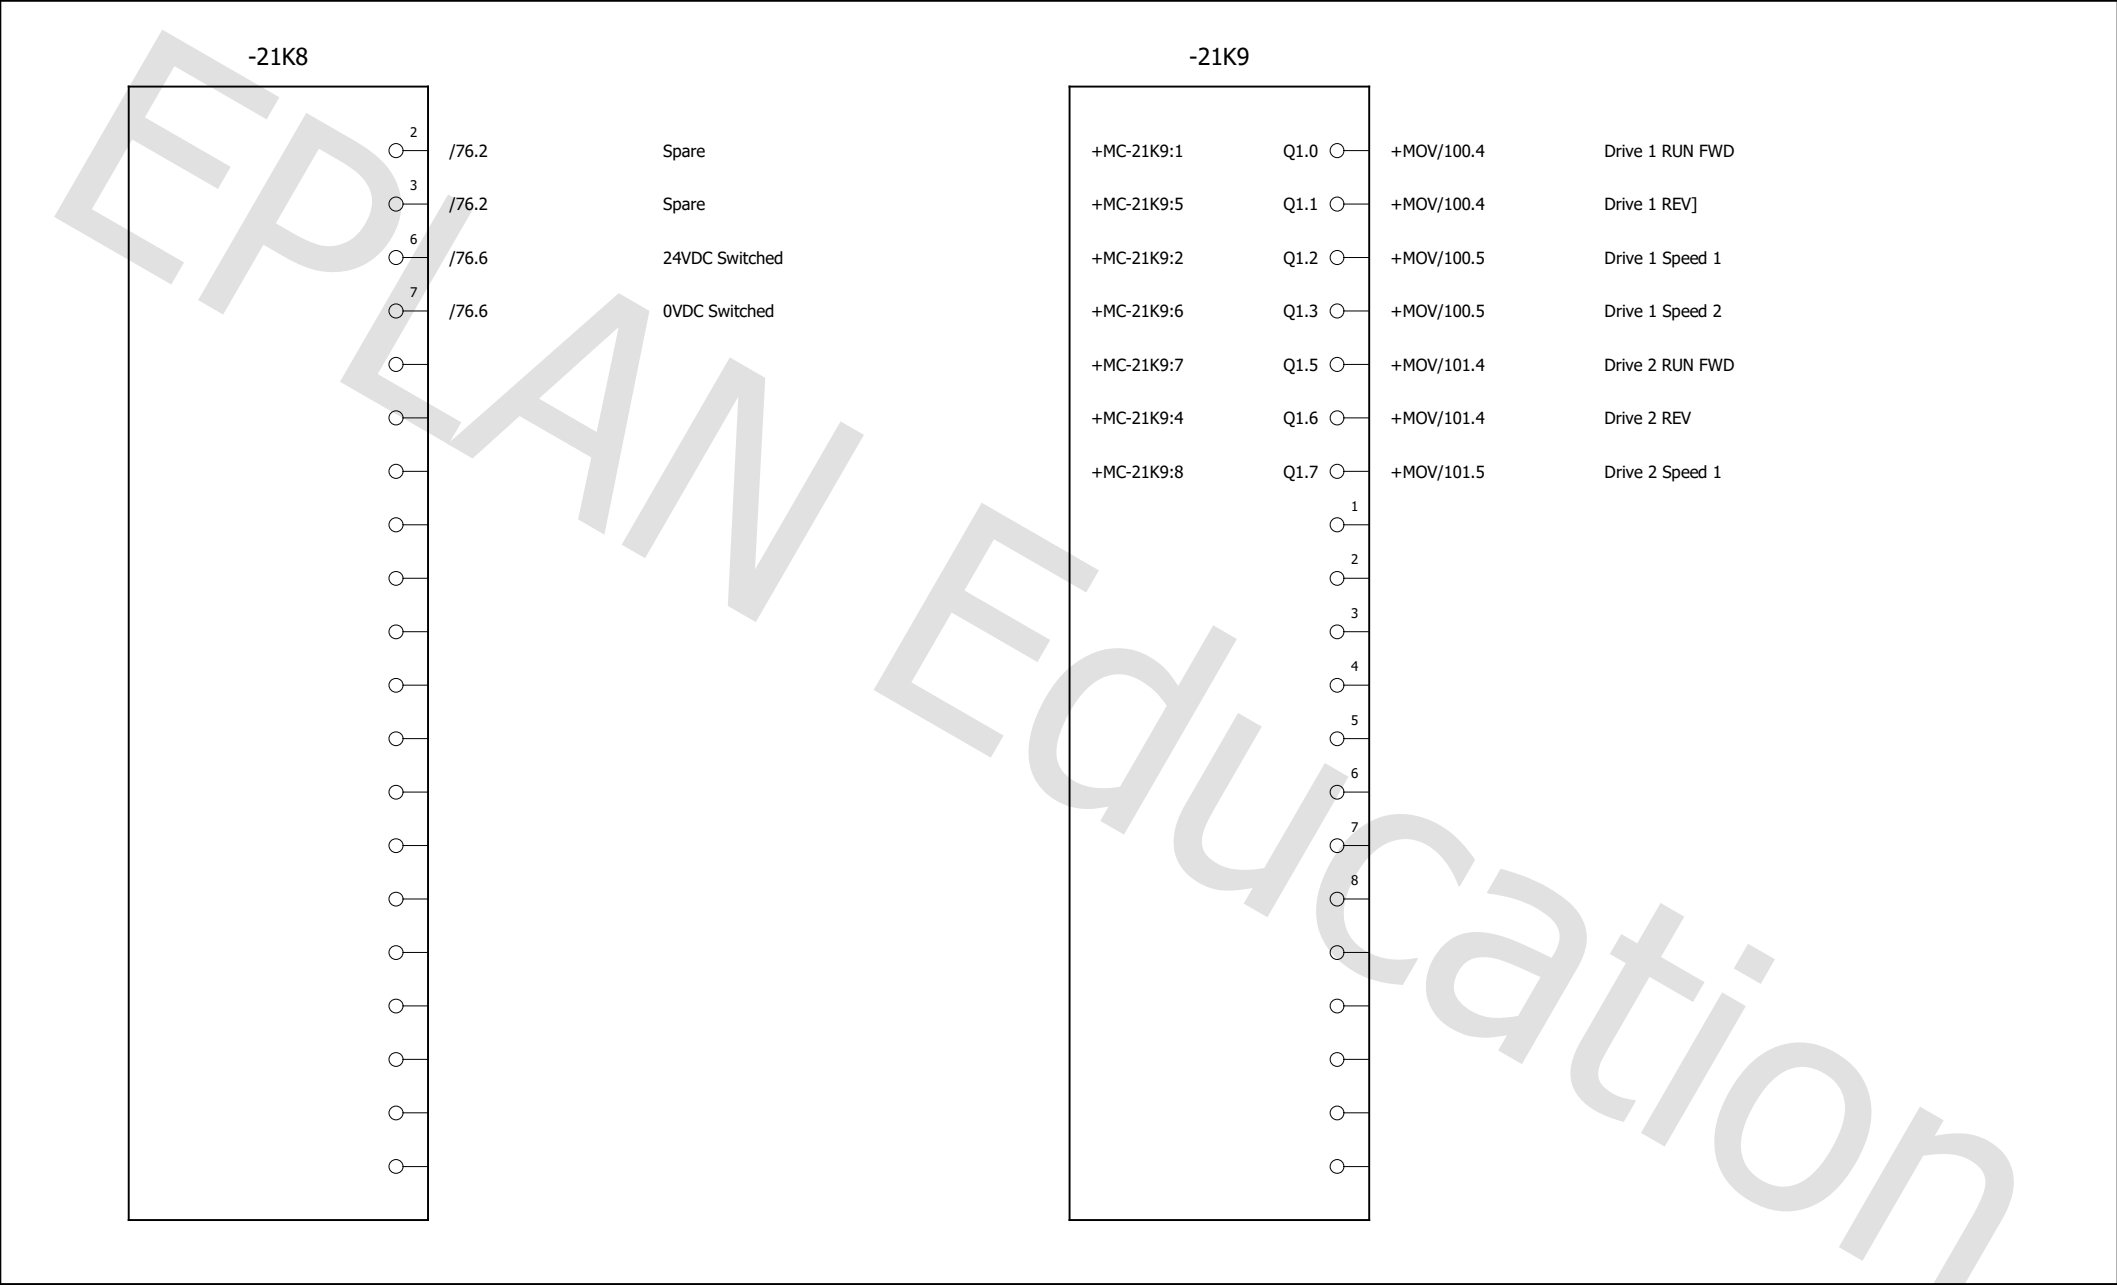 -21K8
2
/76.2 Spare
3
/76.2 Spare
6
/76.6 24VDC Switched
7
/76.6 0VDC Switched
-21K9
+MC-21K9:1 Q1.0 +MOV/100.4 Drive 1 RUN FWD
+MC-21K9:5 Q1.1 +MOV/100.4 Drive 1 REV]
+MC-21K9:2 Q1.2 +MOV/100.5 Drive 1 Speed 1
+MC-21K9:6 Q1.3 +MOV/100.5 Drive 1 Speed 2
+MC-21K9:7 Q1.5 +MOV/101.4 Drive 2 RUN FWD
+MC-21K9:4 Q1.6 +MOV/101.4 Drive 2 REV
+MC-21K9:8 Q1.7 +MOV/101.5 Drive 2 Speed 1
1
2
3
4
5
6
7
8
EPLAN Education